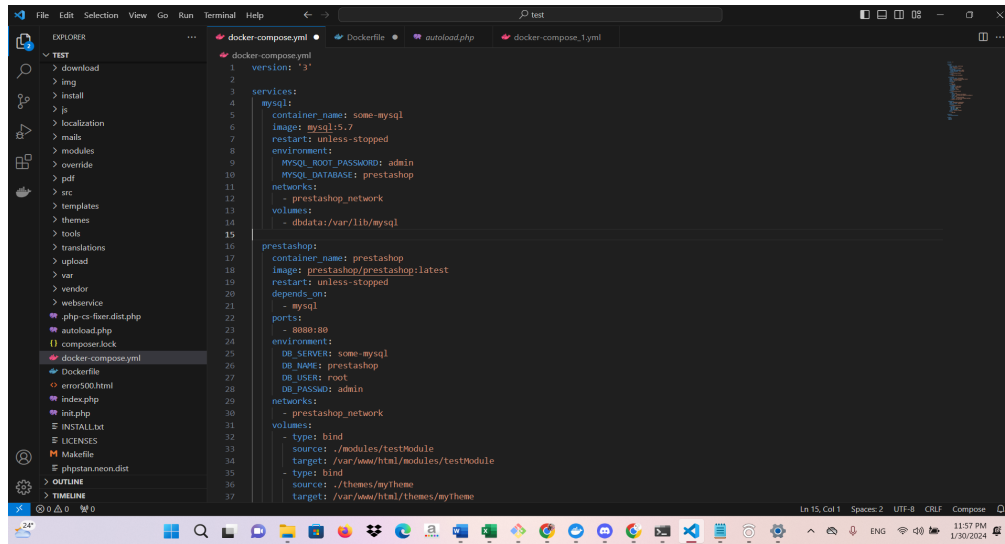 File Edit Selection View Go Run Terminal Help
test
EXPLORER
TEST
download
img
install
js
localization
mails
modules
override
pdf
src
templates
themes
tools
translations
upload
var
vendor
webservice
.php-cs-fixer.dist.php
autoload.php
composer.lock
docker-compose.yml
Dockerfile
error500.html
index.php
init.php
INSTALL.txt
LICENSES
Makefile
phpstan.neon.dist
OUTLINE
TIMELINE
docker-compose.yml Dockerfile autoload.php docker-compose_1.yml
docker-compose.yml
1 version: '3'
2
3 services:
4 mysql:
5 container_name: some-mysql
6 image: mysql:5.7
7 restart: unless-stopped
8 environment:
9 MYSQL_ROOT_PASSWORD: admin
10 MYSQL_DATABASE: prestashop
11 networks:
12 - prestashop_network
13 volumes:
14 - dbdata:/var/lib/mysql
15
16 prestashop:
17 container_name: prestashop
18 image: prestashop/prestashop:latest
19 restart: unless-stopped
20 depends_on:
21 - mysql
22 ports:
23 - 8080:80
24 environment:
25 DB_SERVER: some-mysql
26 DB_NAME: prestashop
27 DB_USER: root
28 DB_PASSWD: admin
29 networks:
30 - prestashop_network
31 volumes:
32 - type: bind
33 source: ./modules/testModule
34 target: /var/www/html/modules/testModule
35 - type: bind
36 source: ./themes/myTheme
37 target: /var/www/html/themes/myTheme
0 0 0 Ln 15, Col 1 Spaces: 2 UTF-8 CRLF Compose
24° ENG 11:57 PM
1/30/2024